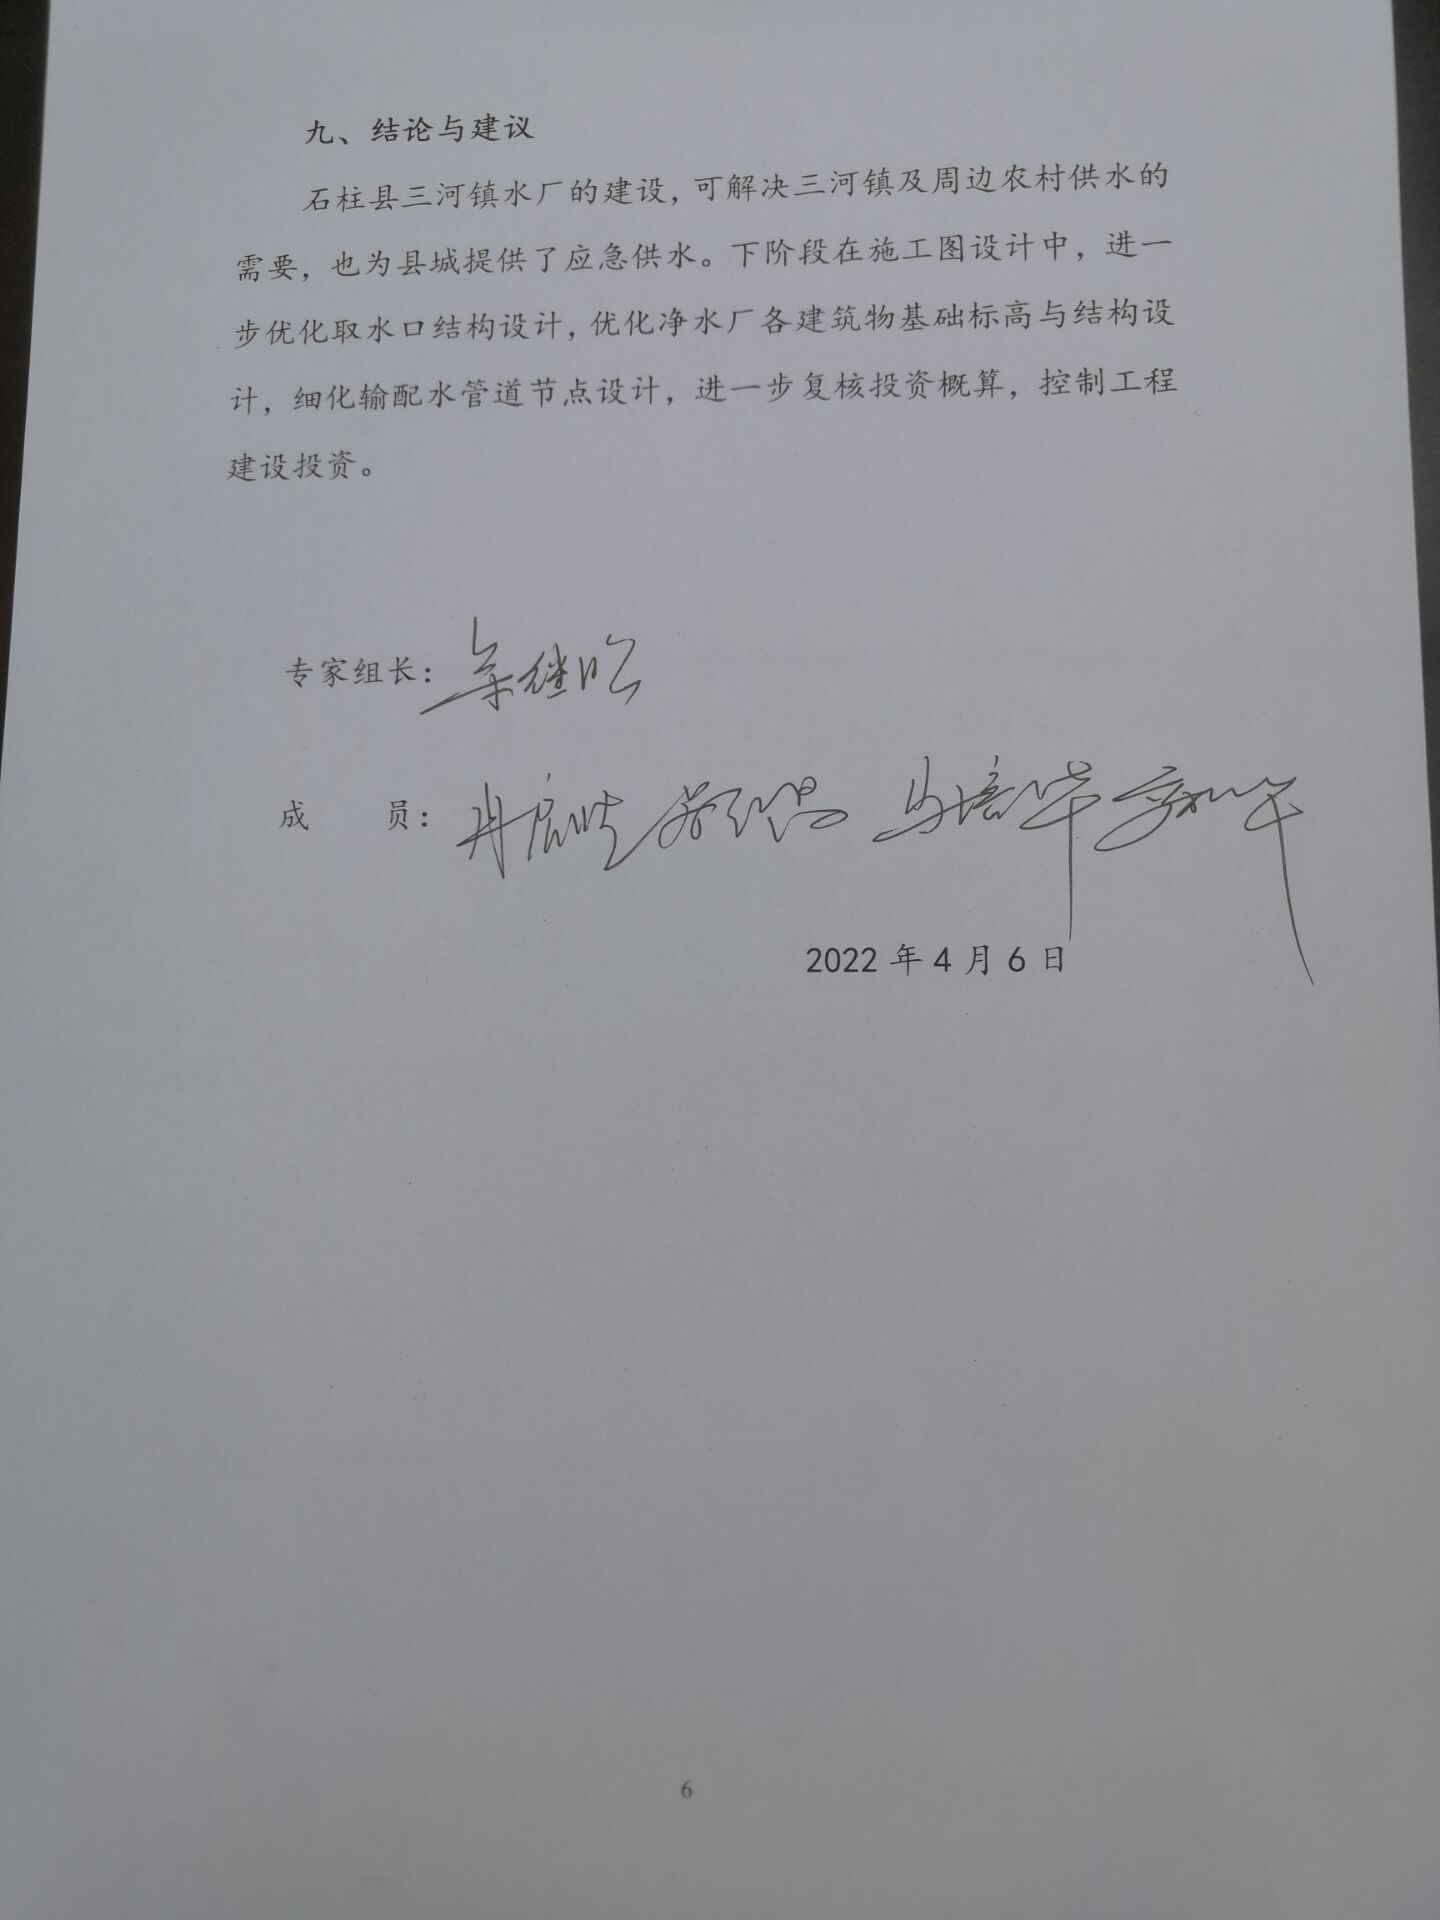 九、结论与建议
石柱县三河镇水厂的建设，可解决三河镇及周边农村供水的
需要，也为县城提供了应急供水。下阶段在施工图设计中，进一
步优化取水口结构设计，优化净水厂各建筑物基础标高与结构设
计，细化输配水管道节点设计，进一步复核投资概算，控制工程
建设投资。
专家组长：
成 员： 马培华
2022 年 4 月 6 日
6